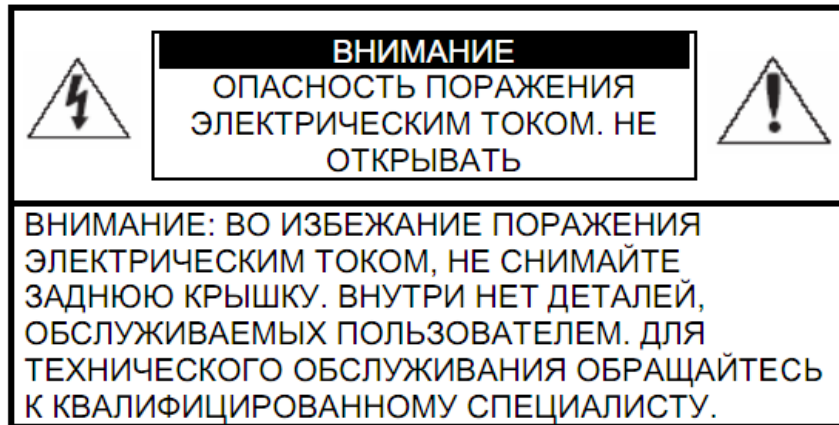 ВНИМАНИЕ
ОПАСНОСТЬ ПОРАЖЕНИЯ
ЭЛЕКТРИЧЕСКИМ ТОКОМ. НЕ
ОТКРЫВАТЬ
ВНИМАНИЕ: ВО ИЗБЕЖАНИЕ ПОРАЖЕНИЯ
ЭЛЕКТРИЧЕСКИМ ТОКОМ, НЕ СНИМАЙТЕ
ЗАДНЮЮ КРЫШКУ. ВНУТРИ НЕТ ДЕТАЛЕЙ,
ОБСЛУЖИВАЕМЫХ ПОЛЬЗОВАТЕЛЕМ. ДЛЯ
ТЕХНИЧЕСКОГО ОБСЛУЖИВАНИЯ ОБРАЩАЙТЕСЬ
К КВАЛИФИЦИРОВАННОМУ СПЕЦИАЛИСТУ.